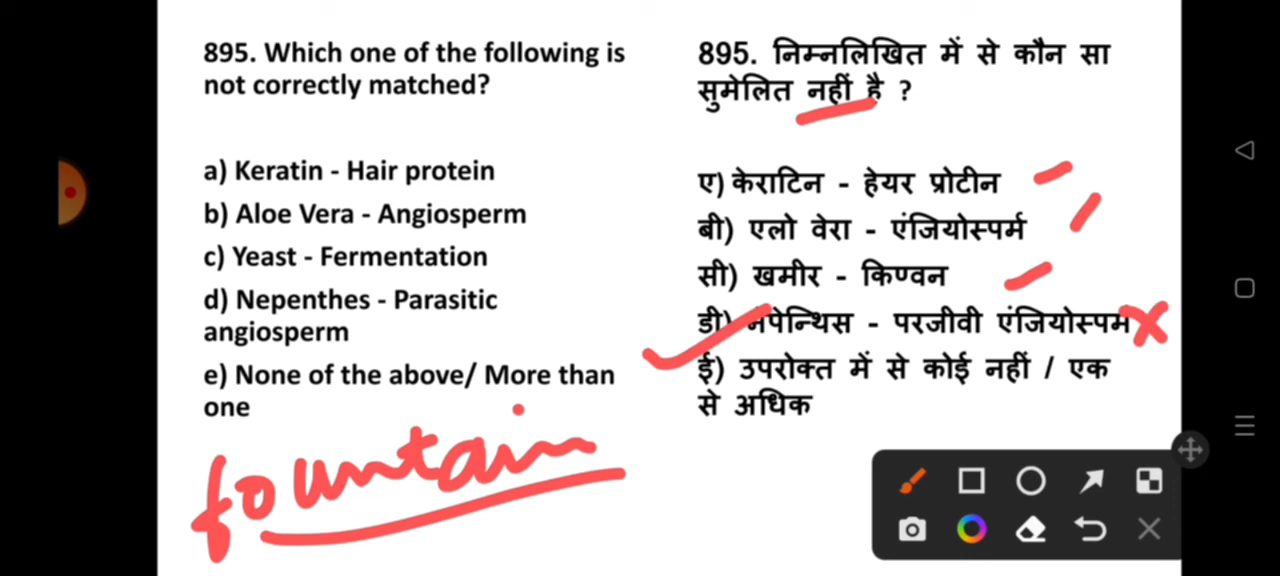 895. Which one of the following is
not correctly matched?
a) Keratin - Hair protein
b) Aloe Vera - Angiosperm
c) Yeast - Fermentation
d) Nepenthes - Parasitic
angiosperm
e) None of the above/ More than
one
fountain
895. निम्नलिखित में से कौन सा
सुमेलित नहीं है ?
ए) केराटिन - हेयर प्रोटीन
बी) एलो वेरा - एंजियोस्पर्म
सी) खमीर - किण्वन
डी) नेपेन्थिस - परजीवी एंजियोस्पर्म
ई) उपरोक्त में से कोई नहीं / एक
से अधिक